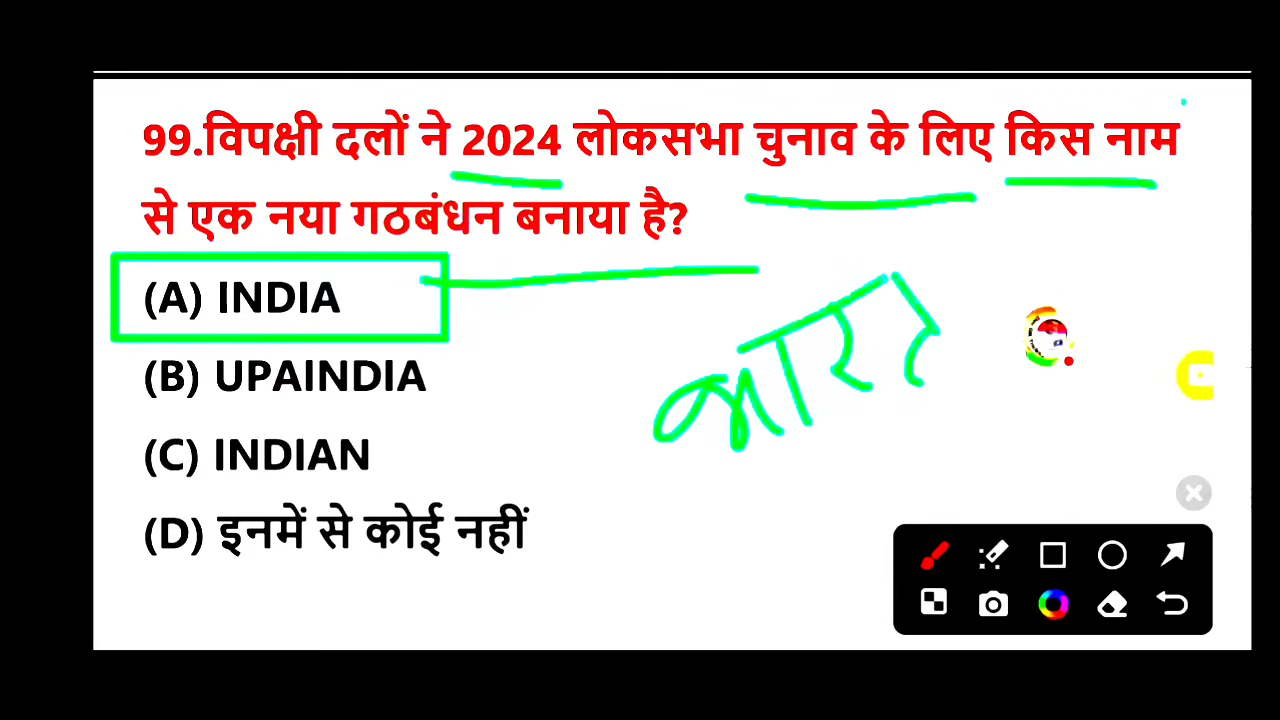 99.विपक्षी दलों ने 2024 लोकसभा चुनाव के लिए किस नाम
से एक नया गठबंधन बनाया है?
(A) INDIA
(B) UPAINDIA
(C) INDIAN
(D) इनमें से कोई नहीं
भारत